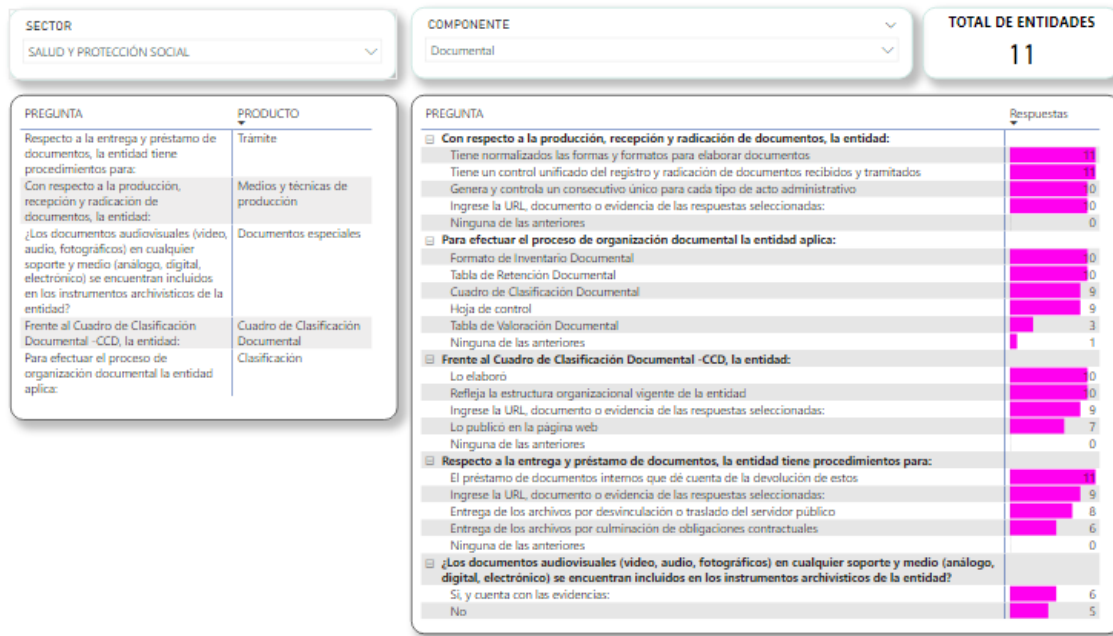 SECTOR
SALUD Y PROTECCIÓN SOCIAL
COMPONENTE
Documental
TOTAL DE ENTIDADES
11
PREGUNTA PRODUCTO
Respecto a la entrega y préstamo de Trámite
documentos, la entidad tiene
procedimientos para:
Con respecto a la producción, Medios y técnicas de
recepción y radicación de producción
documentos, la entidad:
¿Los documentos audiovisuales (video, Documentos especiales
audio, fotográficos) en cualquier
soporte y medio (análogo, digital,
electrónico) se encuentran incluidos
en los instrumentos archivísticos de la
entidad?
Frente al Cuadro de Clasificación Cuadro de Clasificación
Documental -CCD, la entidad: Documental
Para efectuar el proceso de Clasificación
organización documental la entidad
aplica:
PREGUNTA Respuestas
Con respecto a la producción, recepción y radicación de documentos, la entidad:
Tiene normalizados las formas y formatos para elaborar documentos 11
Tiene un control unificado del registro y radicación de documentos recibidos y tramitados 11
Genera y controla un consecutivo único para cada tipo de acto administrativo 10
Ingrese la URL, documento o evidencia de las respuestas seleccionadas: 10
Ninguna de las anteriores 0
Para efectuar el proceso de organización documental la entidad aplica:
Formato de Inventario Documental 10
Tabla de Retención Documental 10
Cuadro de Clasificación Documental 9
Hoja de control 9
Tabla de Valoración Documental 3
Ninguna de las anteriores 1
Frente al Cuadro de Clasificación Documental -CCD, la entidad:
Lo elaboró 10
Refleja la estructura organizacional vigente de la entidad 10
Ingrese la URL, documento o evidencia de las respuestas seleccionadas: 9
Lo publicó en la página web 7
Ninguna de las anteriores 0
Respecto a la entrega y préstamo de documentos, la entidad tiene procedimientos para:
El préstamo de documentos internos que dé cuenta de la devolución de estos 11
Ingrese la URL, documento o evidencia de las respuestas seleccionadas: 9
Entrega de los archivos por desvinculación o traslado del servidor público 8
Entrega de los archivos por culminación de obligaciones contractuales 6
Ninguna de las anteriores 0
¿Los documentos audiovisuales (video, audio, fotográficos) en cualquier soporte y medio (análogo,
digital, electrónico) se encuentran incluidos en los instrumentos archivísticos de la entidad?
Si, y cuenta con las evidencias: 6
No 5